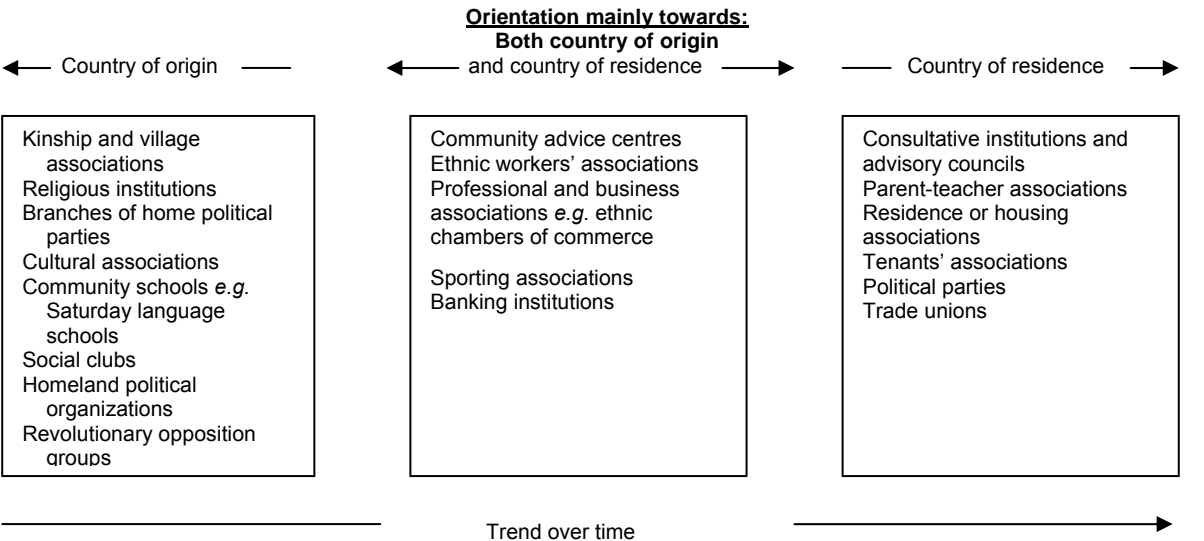 Orientation mainly towards:
Both country of origin
Country of origin
and country of residence
Country of residence
Kinship and village
associations
Religious institutions
Branches of home political
parties
Cultural associations
Community schools e.g.
Saturday language
schools
Social clubs
Homeland political
organizations
Revolutionary opposition
groups
Community advice centres
Ethnic workers’ associations
Professional and business
associations e.g. ethnic
chambers of commerce
Sporting associations
Banking institutions
Consultative institutions and
advisory councils
Parent-teacher associations
Residence or housing
associations
Tenants’ associations
Political parties
Trade unions
Trend over time